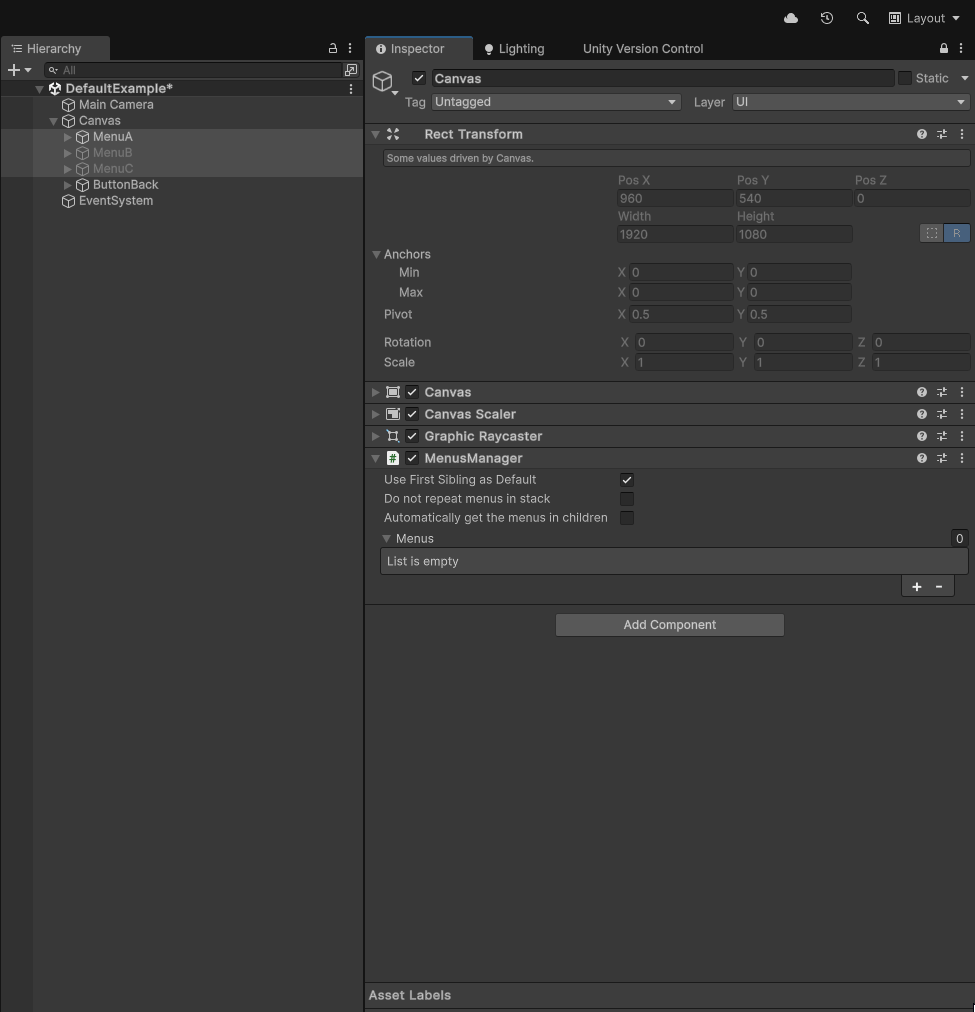 Layout
Hierarchy
Inspector
Lighting
Unity Version Control
All
DefaultExample*
Main Camera
Canvas
MenuA
MenuB
MenuC
ButtonBack
EventSystem
Canvas
Static
Tag
Untagged
Layer
UI
Rect Transform
Some values driven by Canvas.
Pos X Pos Y Pos Z
960 540 0
Width Height
1920 1080
R
Anchors
Min X 0 Y 0
Max X 0 Y 0
Pivot X 0.5 Y 0.5
Rotation X 0 Y 0 Z 0
Scale X 1 Y 1 Z 1
Canvas
Canvas Scaler
Graphic Raycaster
# MenusManager
Use First Sibling as Default
Do not repeat menus in stack
Automatically get the menus in children
Menus 0
List is empty
+ -
Add Component
Asset Labels